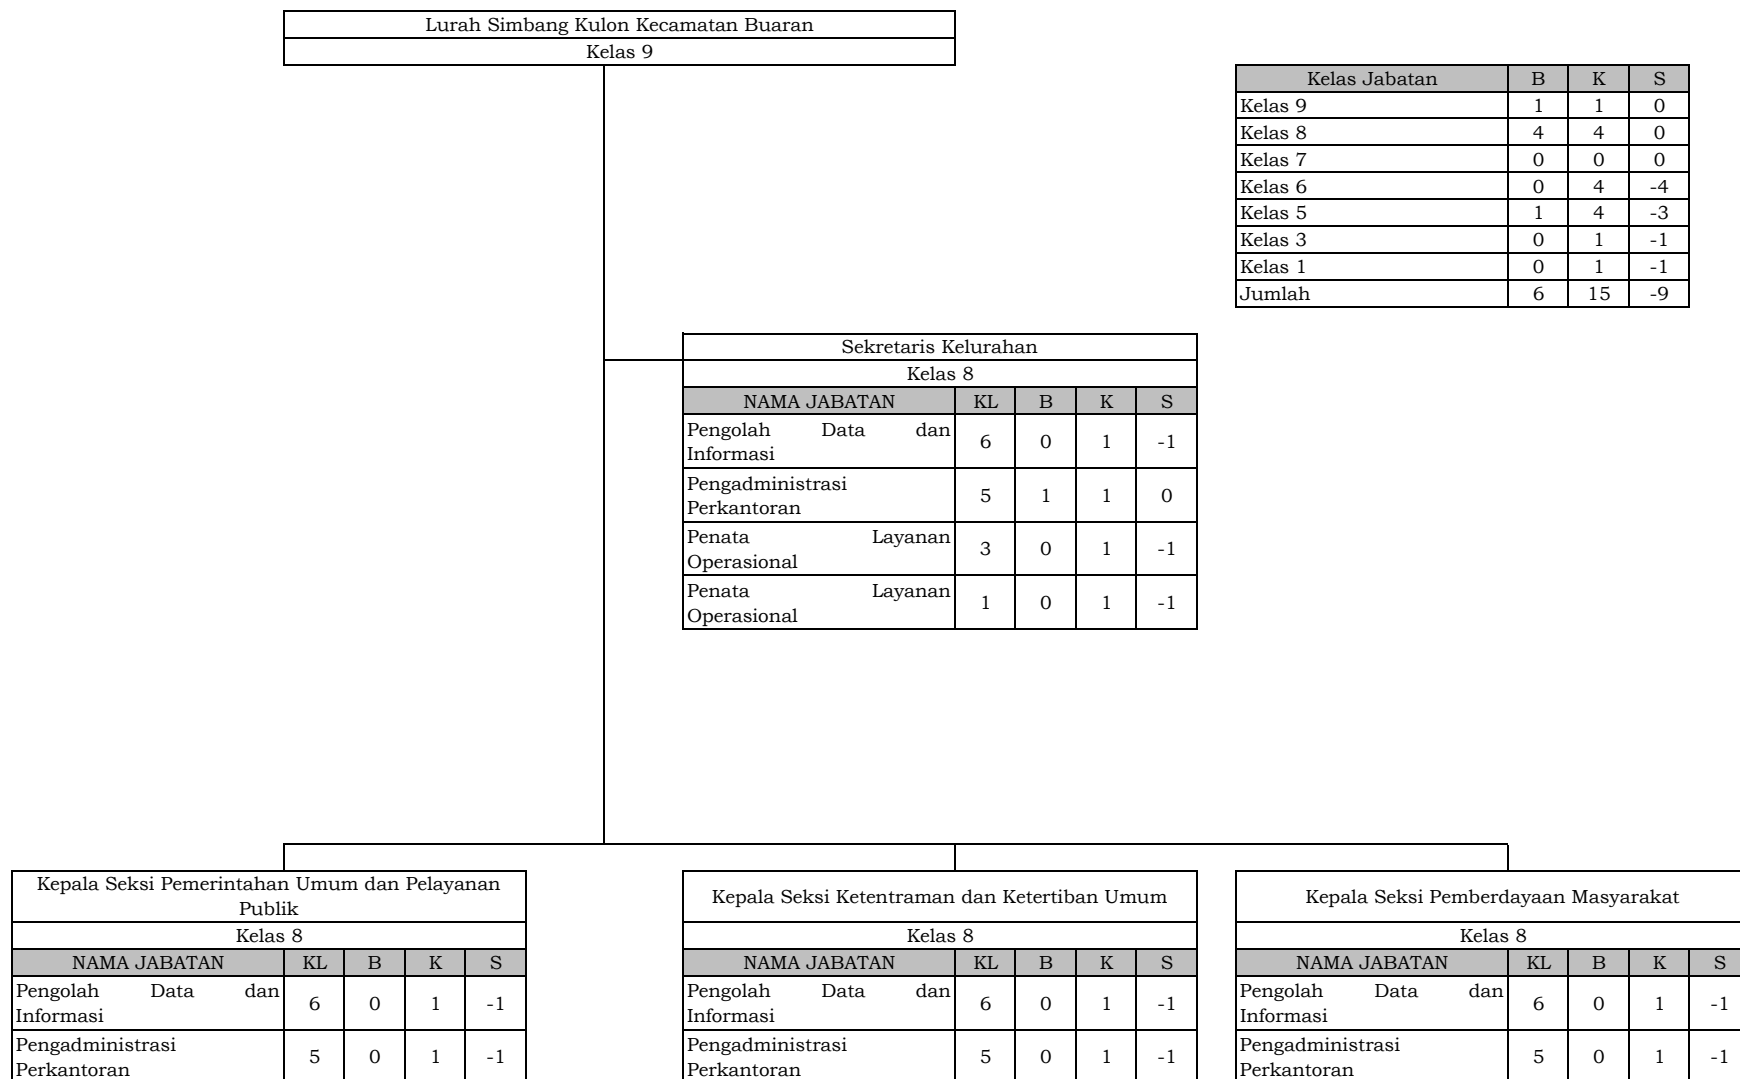 Lurah Simbang Kulon Kecamatan Buaran
Kelas 9
Kelas Jabatan B K S
Kelas 9 1 1 0
Kelas 8 4 4 0
Kelas 7 0 0 0
Kelas 6 0 4 -4
Kelas 5 1 4 -3
Kelas 3 0 1 -1
Kelas 1 0 1 -1
Jumlah 6 15 -9
Sekretaris Kelurahan
Kelas 8
NAMA JABATAN KL B K S
Pengolah Data dan
Informasi 6 0 1 -1
Pengadministrasi
Perkantoran 5 1 1 0
Penata Layanan
Operasional 3 0 1 -1
Penata Layanan
Operasional 1 0 1 -1
Kepala Seksi Pemerintahan Umum dan Pelayanan
Publik
Kelas 8
NAMA JABATAN KL B K S
Pengolah Data dan
Informasi 6 0 1 -1
Pengadministrasi
Perkantoran 5 0 1 -1
Kepala Seksi Ketentraman dan Ketertiban Umum
Kelas 8
NAMA JABATAN KL B K S
Pengolah Data dan
Informasi 6 0 1 -1
Pengadministrasi
Perkantoran 5 0 1 -1
Kepala Seksi Pemberdayaan Masyarakat
Kelas 8
NAMA JABATAN KL B K S
Pengolah Data dan
Informasi 6 0 1 -1
Pengadministrasi
Perkantoran 5 0 1 -1